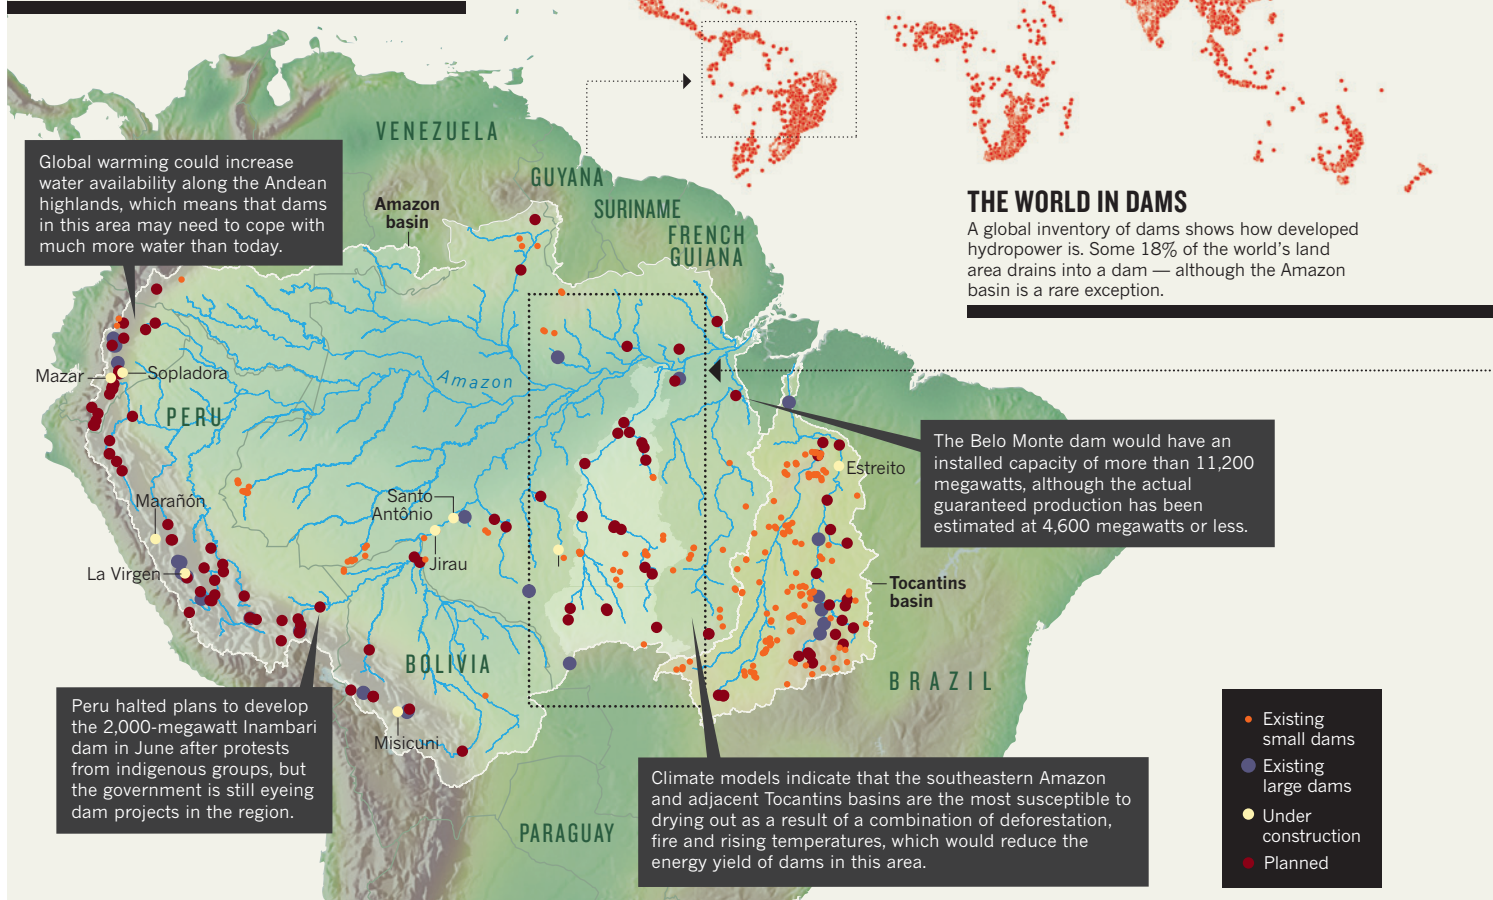 VENEZUELA
GUYANA
SURINAME
FRENCH
GUIANA
Global warming could increase
water availability along the Andean
highlands, which means that dams
in this area may need to cope with
much more water than today.
Amazon
basin
THE WORLD IN DAMS
A global inventory of dams shows how developed
hydropower is. Some 18% of the world’s land
area drains into a dam — although the Amazon
basin is a rare exception.
Mazar
Sopladora
Amazon
PERU
The Belo Monte dam would have an
installed capacity of more than 11,200
megawatts, although the actual
guaranteed production has been
estimated at 4,600 megawatts or less.
Estreito
Marañón
Santo
Antônio
Jirau
La Virgen
Tocantins
basin
BOLIVIA
BRAZIL
Peru halted plans to develop
the 2,000-megawatt Inambari
dam in June after protests
from indigenous groups, but
the government is still eyeing
dam projects in the region.
Misicuni
Climate models indicate that the southeastern Amazon
and adjacent Tocantins basins are the most susceptible to
drying out as a result of a combination of deforestation,
fire and rising temperatures, which would reduce the
energy yield of dams in this area.
PARAGUAY
Existing
small dams
Existing
large dams
Under
construction
Planned